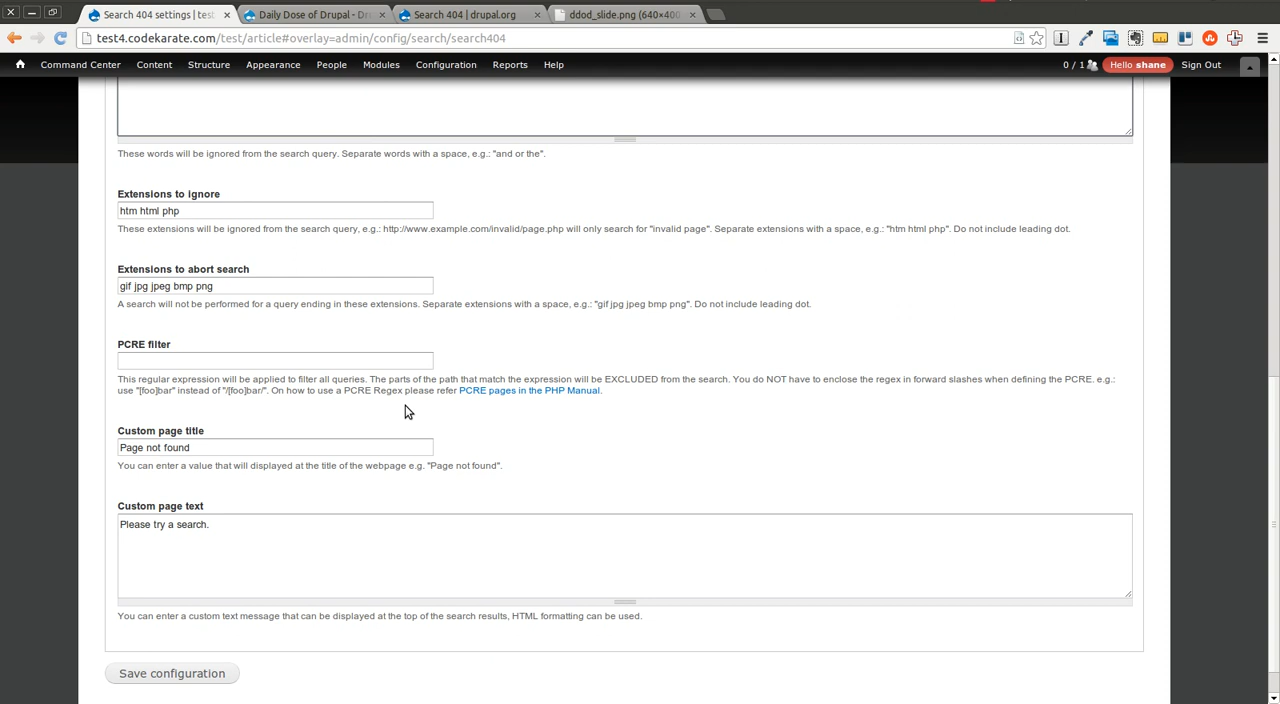 Search 404 settings | test
Daily Dose of Drupal - Dr
Search 404 | drupal.org
ddod_slide.png (640×400
test4.codekarate.com/test/article#overlay=admin/config/search/search404
Command Center Content Structure Appearance People Modules Configuration Reports Help 0 / 1 Hello shane Sign Out
These words will be ignored from the search query. Separate words with a space, e.g.: "and or the".
Extensions to ignore
htm html php
These extensions will be ignored from the search query, e.g.: http://www.example.com/invalid/page.php will only search for "invalid page". Separate extensions with a space, e.g.: "htm html php". Do not include leading dot.
Extensions to abort search
gif jpg jpeg bmp png
A search will not be performed for a query ending in these extensions. Separate extensions with a space, e.g.: "gif jpg jpeg bmp png". Do not include leading dot.
PCRE filter
This regular expression will be applied to filter all queries. The parts of the path that match the expression will be EXCLUDED from the search. You do NOT have to enclose the regex in forward slashes when defining the PCRE. e.g.:
use "[foo]bar" instead of "/[foo]bar/". On how to use a PCRE Regex please refer PCRE pages in the PHP Manual.
Custom page title
Page not found
You can enter a value that will displayed at the title of the webpage e.g. "Page not found".
Custom page text
Please try a search.
You can enter a custom text message that can be displayed at the top of the search results, HTML formatting can be used.
Save configuration